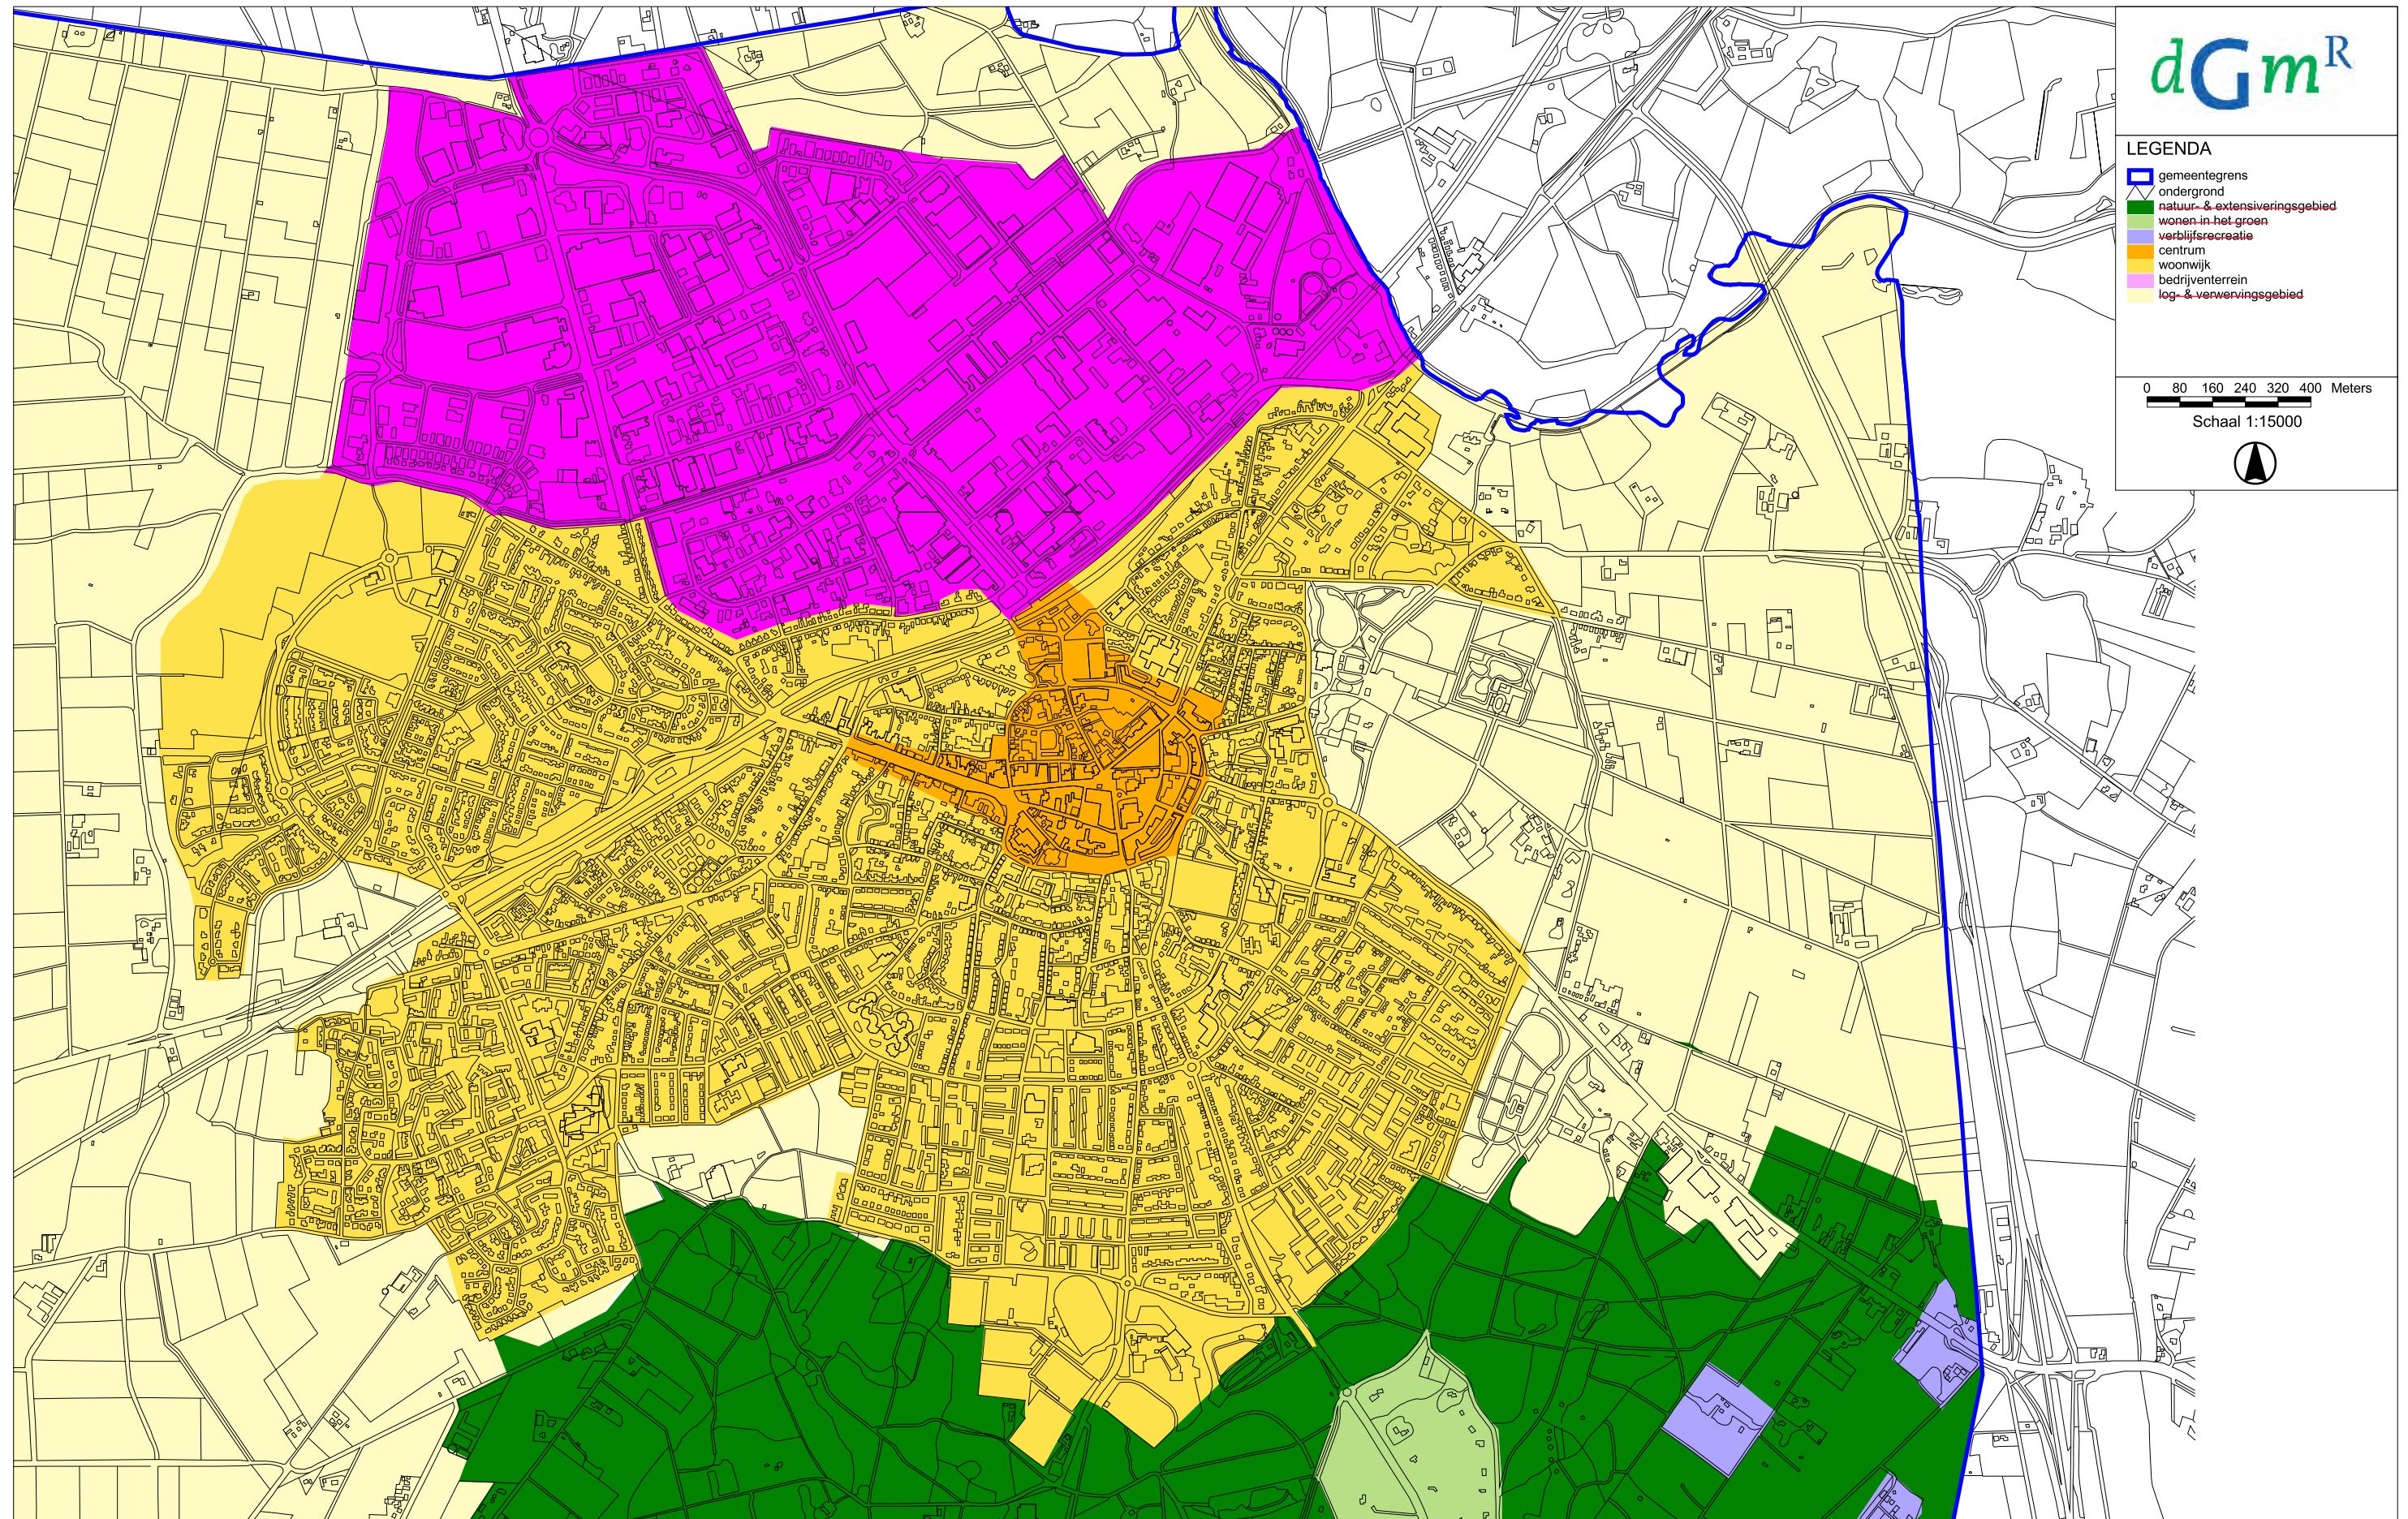 dGmR
LEGENDA
gemeentegrens
ondergrond
natuur- & extensiveringsgebied
wonen in het groen
verblijfsrecreatie
centrum
woonwijk
bedrijventerrein
log- & verwervingsgebied
0 80 160 240 320 400 Meters
Schaal 1:15000